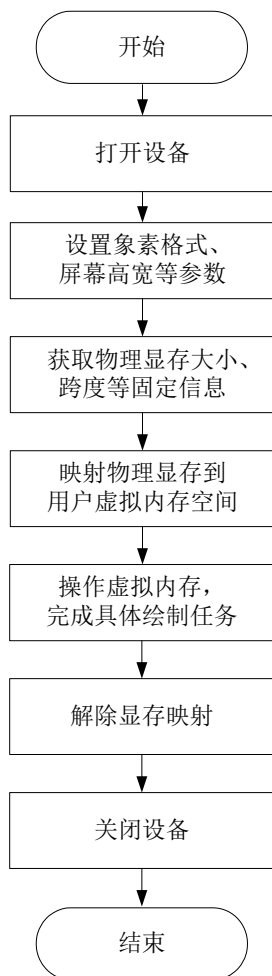 开始
打开设备
设置象素格式、
屏幕高宽等参数
获取物理显存大小、
跨度等固定信息
映射物理显存到
用户虚拟内存空间
操作虚拟内存，
完成具体绘制任务
解除显存映射
关闭设备
结束